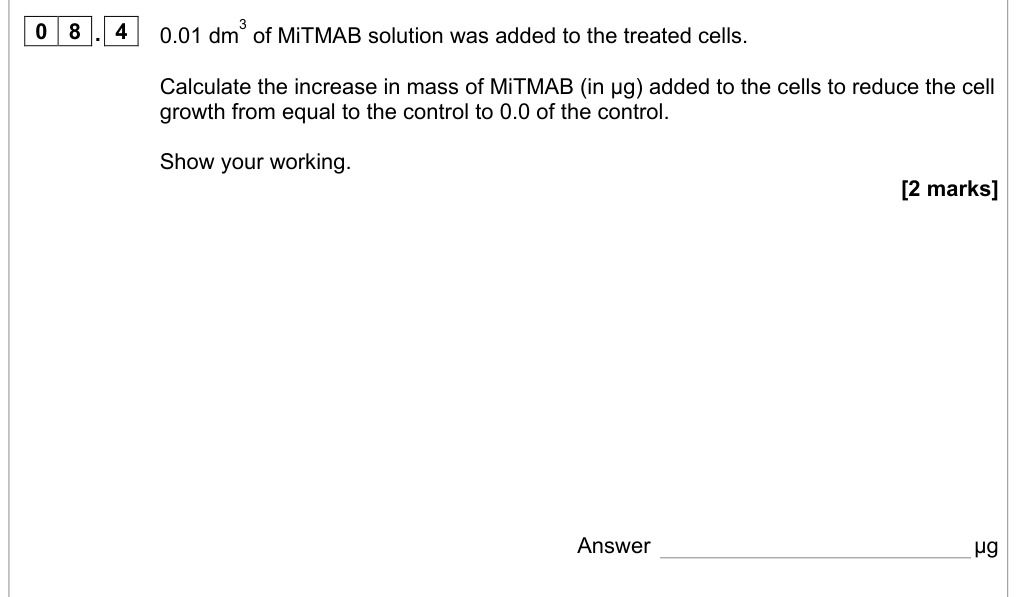 0 8 . 4 0.01 dm³ of MiTMAB solution was added to the treated cells.
Calculate the increase in mass of MiTMAB (in µg) added to the cells to reduce the cell
growth from equal to the control to 0.0 of the control.
Show your working.
[2 marks]
Answer ____________________ µg